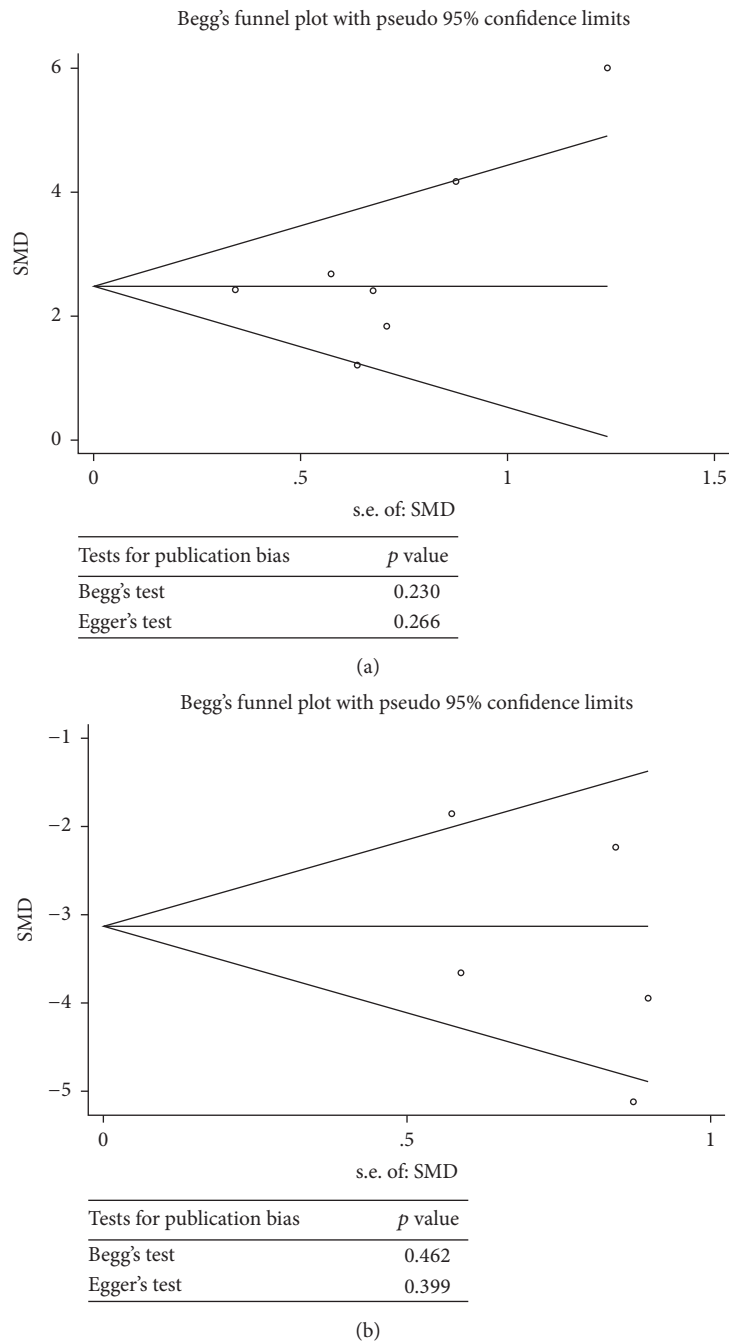 Begg's funnel plot with pseudo 95% confidence limits
6
4
SMD
2
0
0 .5 1 1.5
s.e. of: SMD
Tests for publication bias p value
Begg's test 0.230
Egger's test 0.266
(a)
Begg's funnel plot with pseudo 95% confidence limits
−1
−2
−3
SMD
−4
−5
0 .5 1
s.e. of: SMD
Tests for publication bias p value
Begg's test 0.462
Egger's test 0.399
(b)